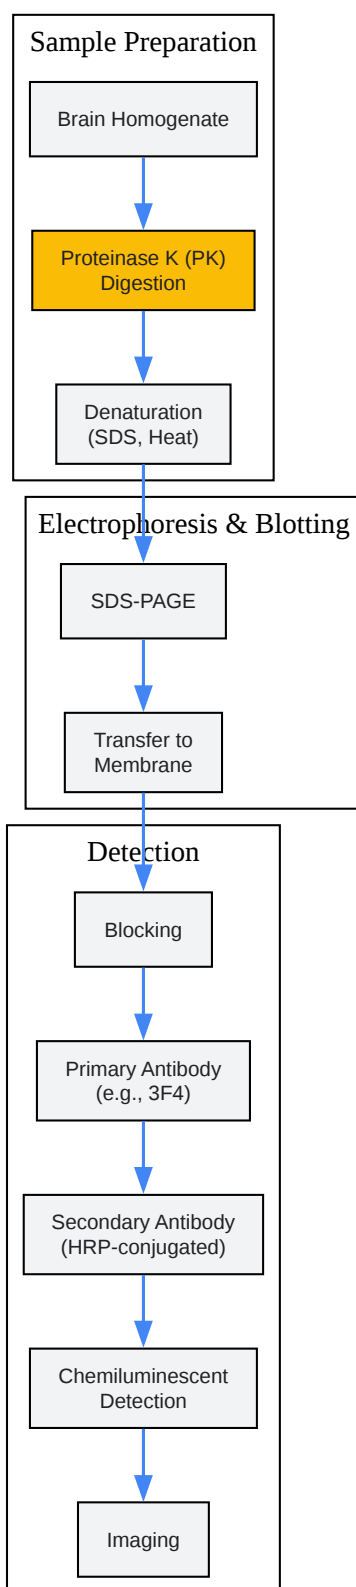 Sample Preparation
Brain Homogenate
Proteinase K (PK)
Digestion
Denaturation
(SDS, Heat)
Electrophoresis & Blotting
SDS-PAGE
Transfer to
Membrane
Detection
Blocking
Primary Antibody
(e.g., 3F4)
Secondary Antibody
(HRP-conjugated)
Chemiluminescent
Detection
Imaging